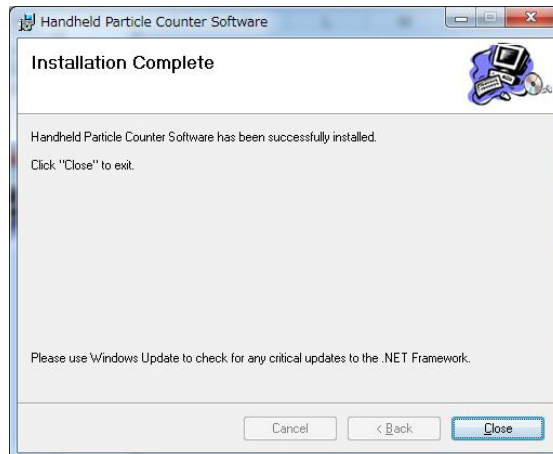 Handheld Particle Counter Software
Installation Complete
Handheld Particle Counter Software has been successfully installed.
Click "Close" to exit.
Please use Windows Update to check for any critical updates to the .NET Framework.
Cancel < Back Close